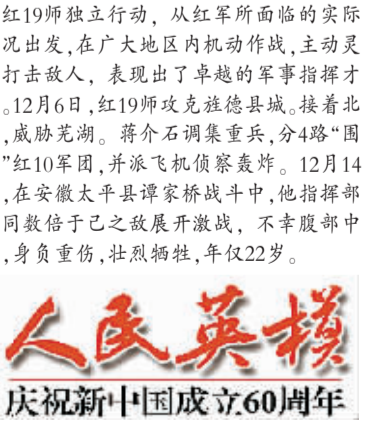 红19师独立行动，从红军所面临的实际
况出发,在广大地区内机动作战,主动灵
打击敌人，表现出了卓越的军事指挥才
。12月6日,红19师攻克旌德县城。接着北
,威胁芜湖。蒋介石调集重兵,分4路“围
”红10军团,并派飞机侦察轰炸。12月14
,在安徽太平县谭家桥战斗中,他指挥部
同数倍于己之敌展开激战，不幸腹部中
,身负重伤,壮烈牺牲,年仅22岁。
人民英模
庆祝新中国成立60周年